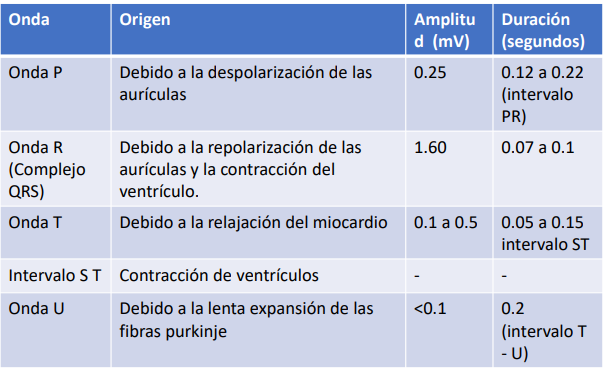 Onda Origen Amplitu Duración
d (mV) (segundos)
Onda P Debido a la despolarización de las 0.25 0.12 a 0.22
aurículas (intervalo
PR)
Onda R Debido a la repolarización de las 1.60 0.07 a 0.1
(Complejo aurículas y la contracción del
QRS) ventrículo.
Onda T Debido a la relajación del miocardio 0.1 a 0.5 0.05 a 0.15
intervalo ST
Intervalo S T Contracción de ventrículos - -
Onda U Debido a la lenta expansión de las <0.1 0.2
fibras purkinje (intervalo T
- U)